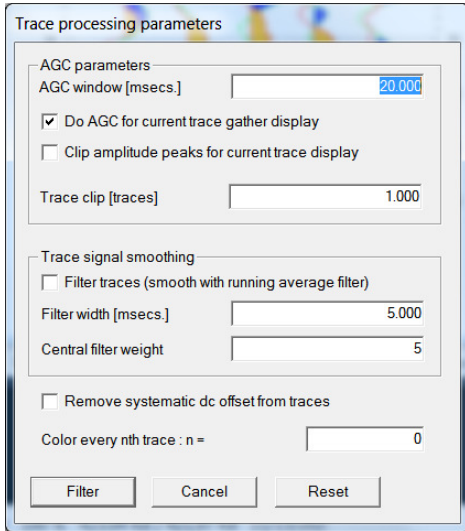 Trace processing parameters
AGC parameters
AGC window [msecs.] 20.000
Do AGC for current trace gather display
Clip amplitude peaks for current trace display
Trace clip [traces] 1.000
Trace signal smoothing
Filter traces (smooth with running average filter)
Filter width [msecs.] 5.000
Central filter weight 5
Remove systematic dc offset from traces
Color every nth trace : n = 0
Filter Cancel Reset